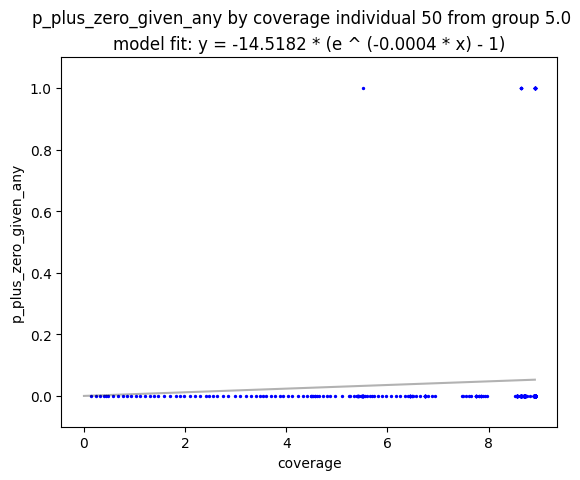 p_plus_zero_given_any by coverage individual 50 from group 5.0
model fit: y = -14.5182 * (e ^ (-0.0004 * x) - 1)
p_plus_zero_given_any
1.0
0.8
0.6
0.4
0.2
0.0
0 2 4 6 8
coverage